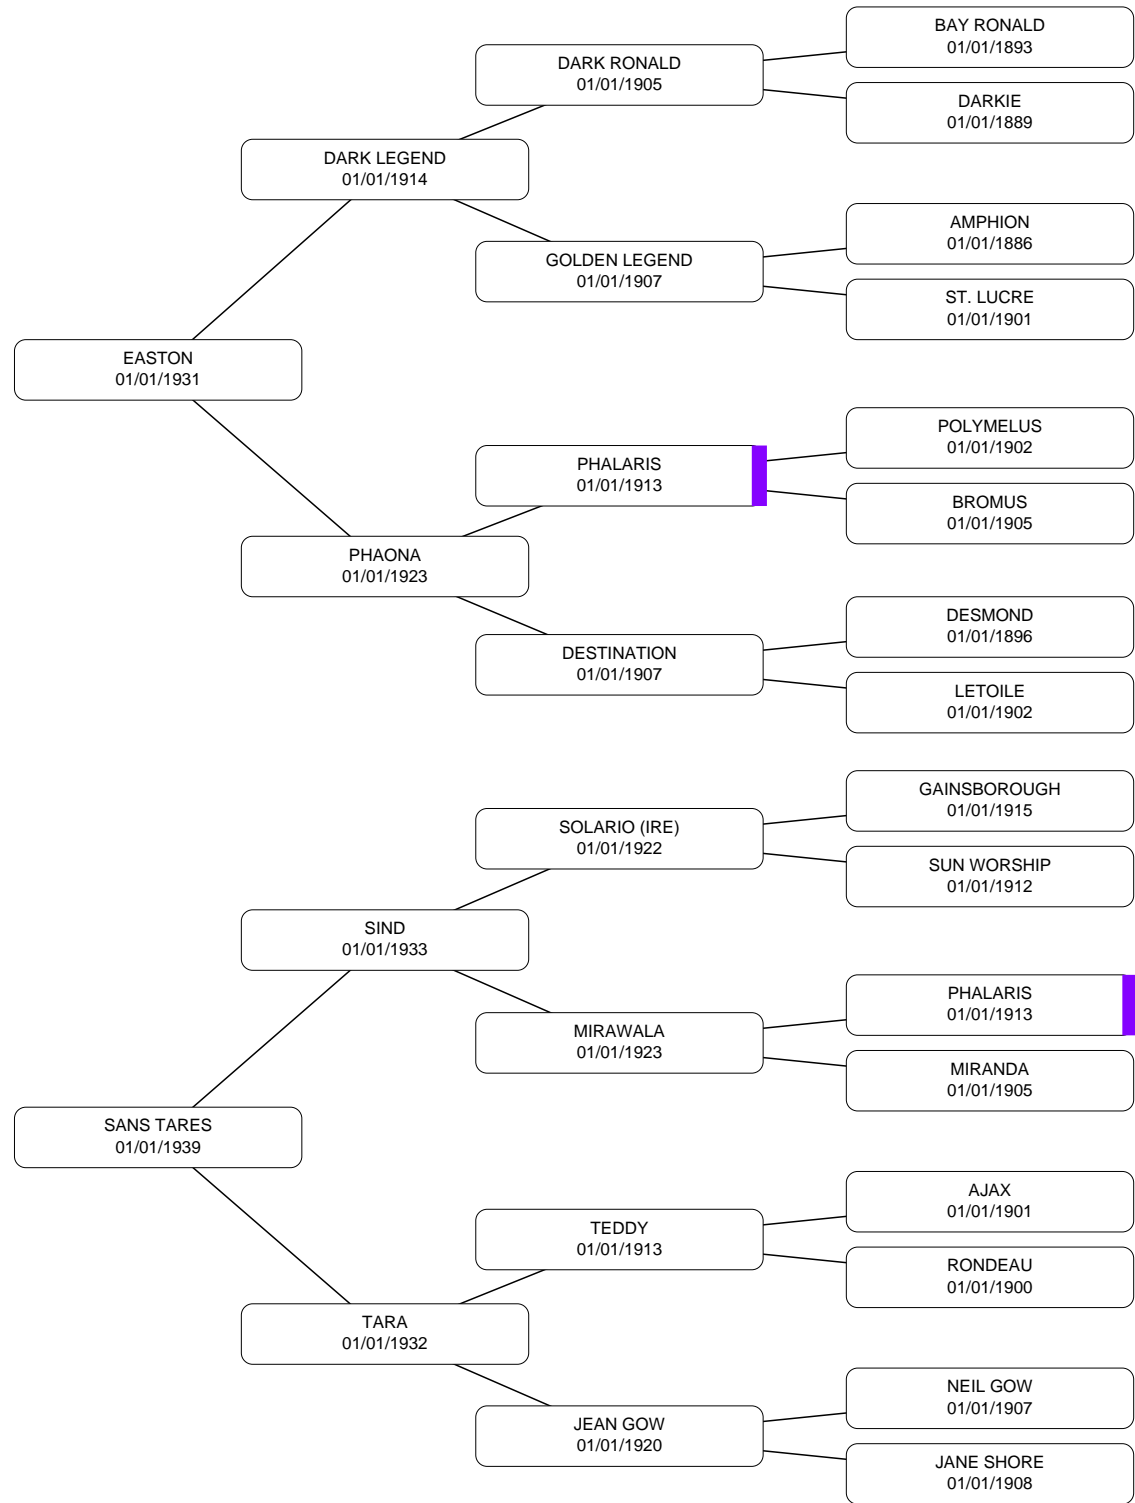 BAY RONALD
01/01/1893
DARK RONALD
01/01/1905
DARKIE
01/01/1889
DARK LEGEND
01/01/1914
AMPHION
01/01/1886
GOLDEN LEGEND
01/01/1907
ST. LUCRE
01/01/1901
EASTON
01/01/1931
POLYMELUS
01/01/1902
PHALARIS
01/01/1913
BROMUS
01/01/1905
PHAONA
01/01/1923
DESMOND
01/01/1896
DESTINATION
01/01/1907
LETOILE
01/01/1902
GAINSBOROUGH
01/01/1915
SOLARIO (IRE)
01/01/1922
SUN WORSHIP
01/01/1912
SIND
01/01/1933
PHALARIS
01/01/1913
MIRAWALA
01/01/1923
MIRANDA
01/01/1905
SANS TARES
01/01/1939
AJAX
01/01/1901
TEDDY
01/01/1913
RONDEAU
01/01/1900
TARA
01/01/1932
NEIL GOW
01/01/1907
JEAN GOW
01/01/1920
JANE SHORE
01/01/1908